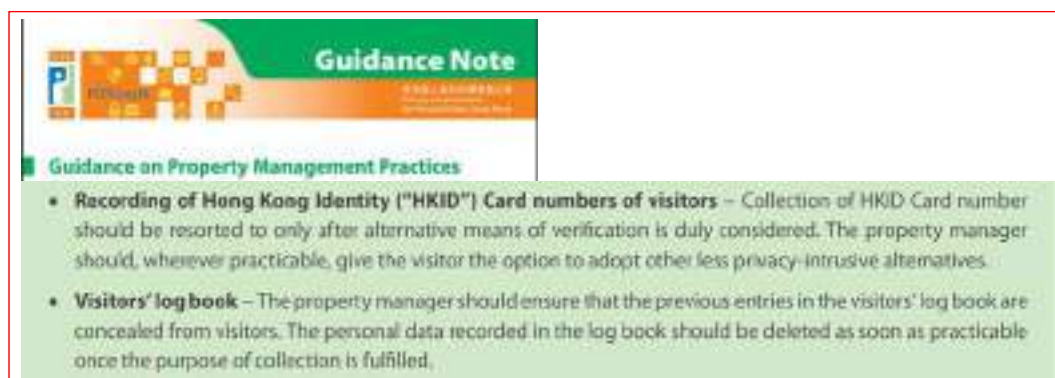 Guidance Note
Guidance on Property Management Practices
• Recording of Hong Kong Identity ("HKID") Card numbers of visitors – Collection of HKID Card number
should be resorted to only after alternative means of verification is duly considered. The property manager
should, wherever practicable, give the visitor the option to adopt other less privacy-intrusive alternatives.
• Visitors' log book – The property manager should ensure that the previous entries in the visitors' log book are
concealed from visitors. The personal data recorded in the log book should be deleted as soon as practicable
once the purpose of collection is fulfilled.